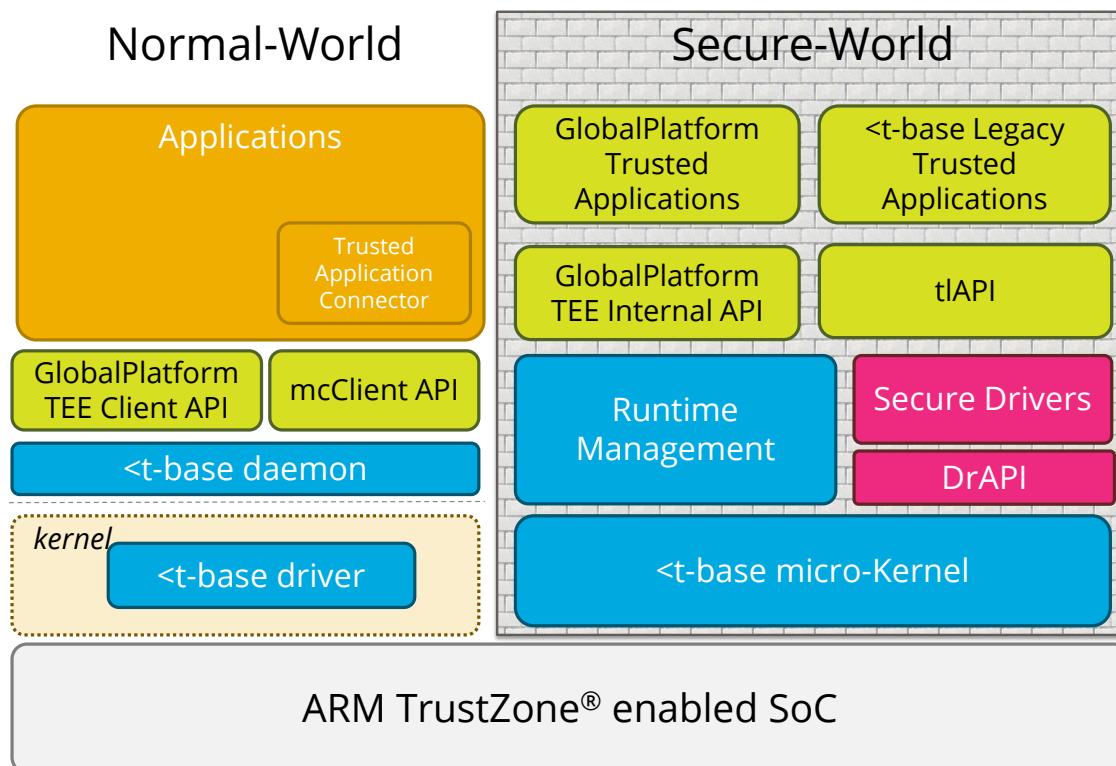 Normal-World
Applications
Trusted
Application
Connector
GlobalPlatform
TEE Client API
mcClient API
<t-base daemon
kernel
<t-base driver
Secure-World
GlobalPlatform
Trusted
Applications
<t-base Legacy
Trusted
Applications
GlobalPlatform
TEE Internal API
tlAPI
Runtime
Management
Secure Drivers
DrAPI
<t-base micro-Kernel
ARM TrustZone® enabled SoC